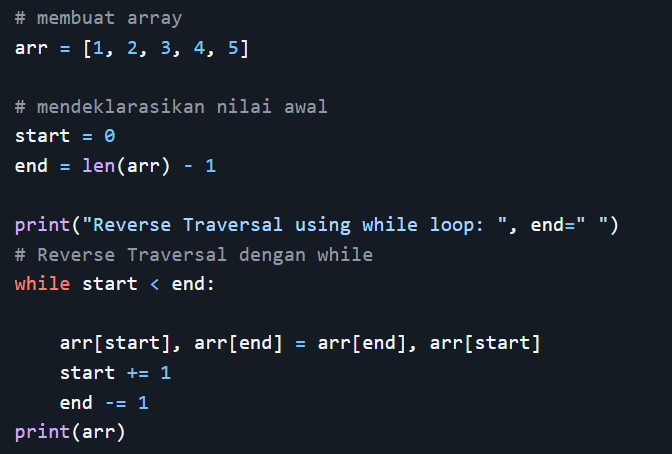 # membuat array
arr = [1, 2, 3, 4, 5]
# mendeklarasikan nilai awal
start = 0
end = len(arr) - 1
print("Reverse Traversal using while loop: ", end=" ")
# Reverse Traversal dengan while
while start < end:
    arr[start], arr[end] = arr[end], arr[start]
    start += 1
    end -= 1
print(arr)